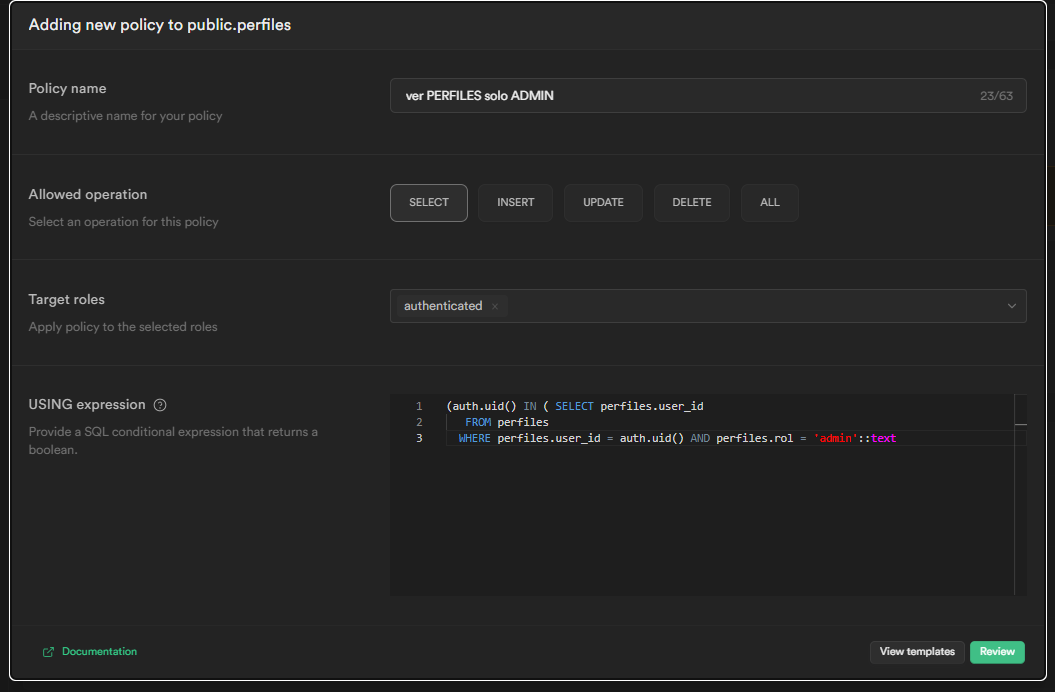 Adding new policy to public.perfiles
Policy name
A descriptive name for your policy
ver PERFILES solo ADMIN
23/63
Allowed operation
Select an operation for this policy
SELECT
INSERT
UPDATE
DELETE
ALL
Target roles
Apply policy to the selected roles
authenticated ×
USING expression
Provide a SQL conditional expression that returns a
boolean.
1 (auth.uid() IN ( SELECT perfiles.user_id
2 FROM perfiles
3 WHERE perfiles.user_id = auth.uid() AND perfiles.rol = 'admin'::text
Documentation
View templates
Review